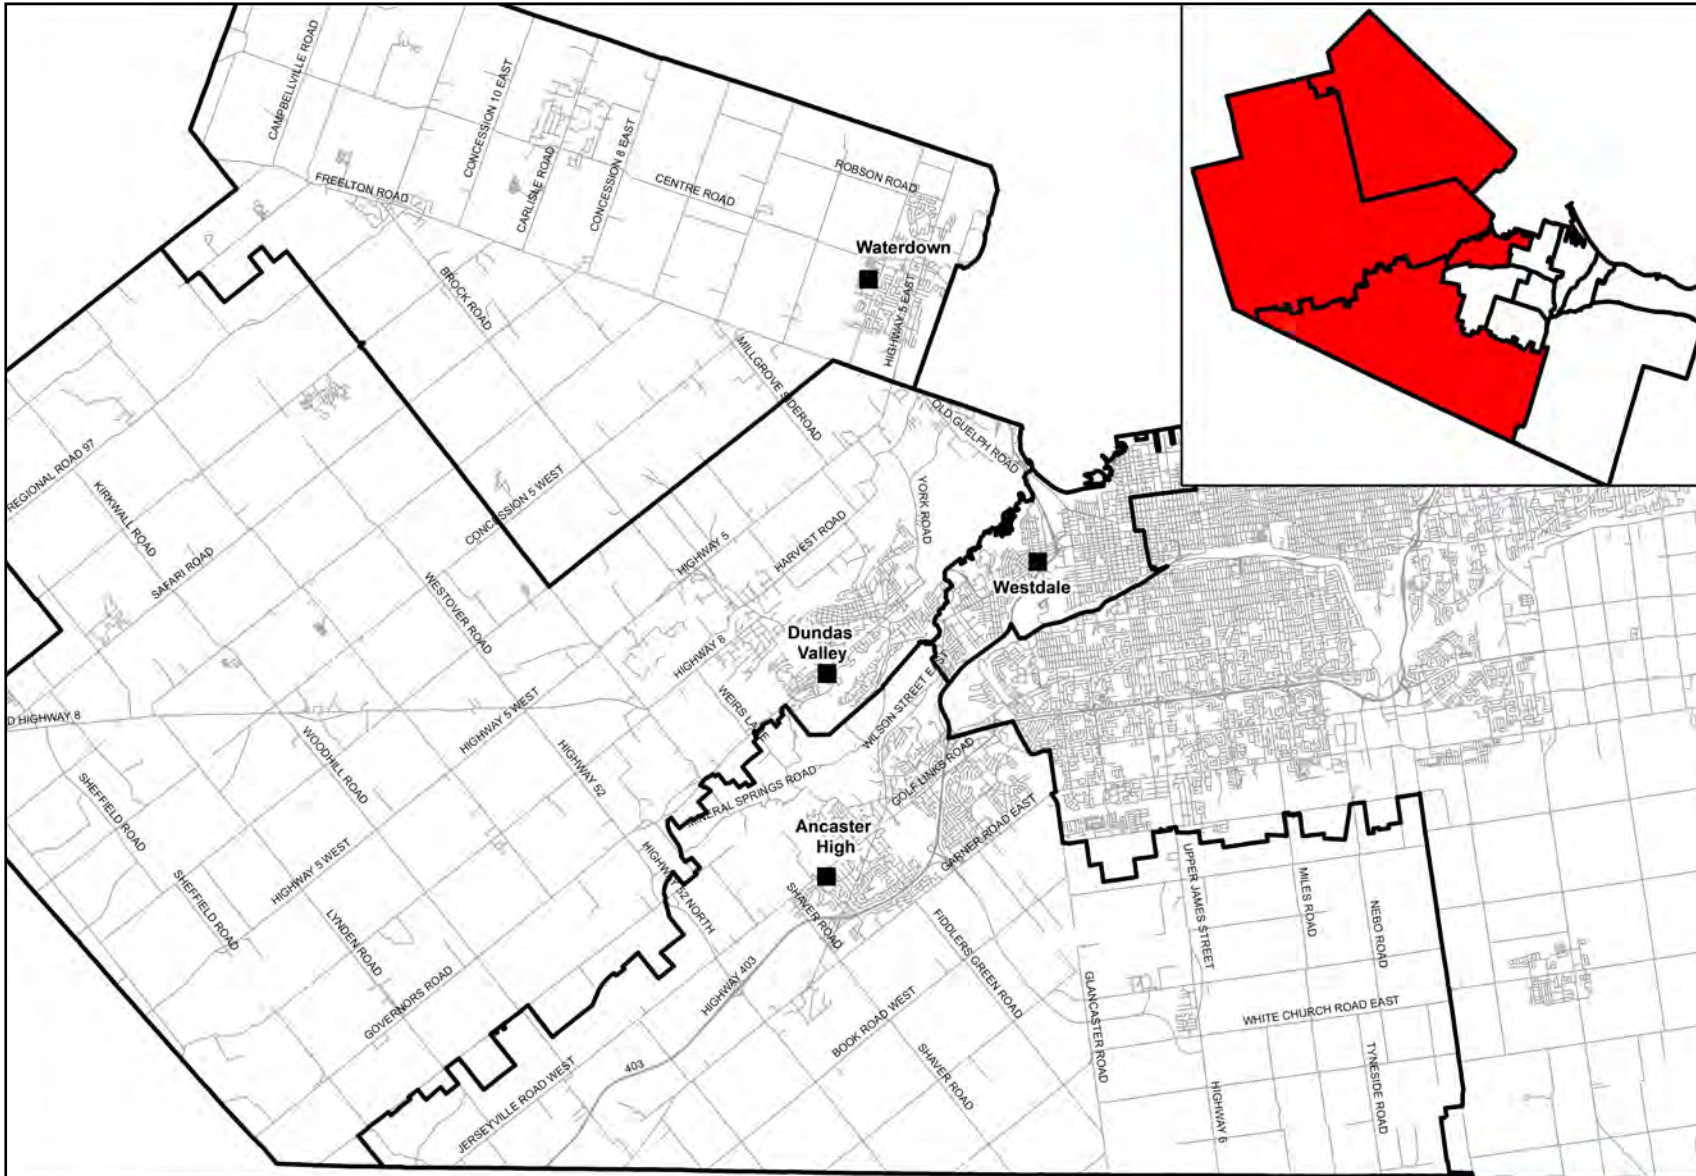 CAMPBELLVILLE ROAD
CONCESSION 10 EAST
CARLISLE ROAD
CONCESSION 8 EAST
FREELTON ROAD
CENTRE ROAD
ROBSON ROAD
Waterdown
HIGHWAY 5 EAST
BROCK ROAD
MILLGROVE SIDEROAD
OLD GUELPH ROAD
REGIONAL ROAD 97
KIRKWALL ROAD
SAFARI ROAD
CONCESSION 5 WEST
HIGHWAY 5
HARVEST ROAD
YORK ROAD
WESTOVER ROAD
Westdale
Dundas
Valley
HIGHWAY 8
WEIRS LANE
WILSON STREET EAST
D HIGHWAY 8
HIGHWAY 5 WEST
WOODHILL ROAD
HIGHWAY 52
SHEFFIELD ROAD
MINERAL SPRINGS ROAD
GOLF LINKS ROAD
GARNER ROAD EAST
Ancaster
High
HIGHWAY 5 WEST
SHEFFIELD ROAD
LYNDEN ROAD
HIGHWAY 52 NORTH
SHAVER ROAD
FIDDLERS GREEN ROAD
UPPER JAMES STREET
MILES ROAD
NEBO ROAD
GOVERNORS ROAD
HIGHWAY 403
BOOK ROAD WEST
GLANCASTER ROAD
WHITE CHURCH ROAD EAST
JERSEYVILLE ROAD WEST
403
SHAVER ROAD
HIGHWAY 6
TYNESIDE ROAD